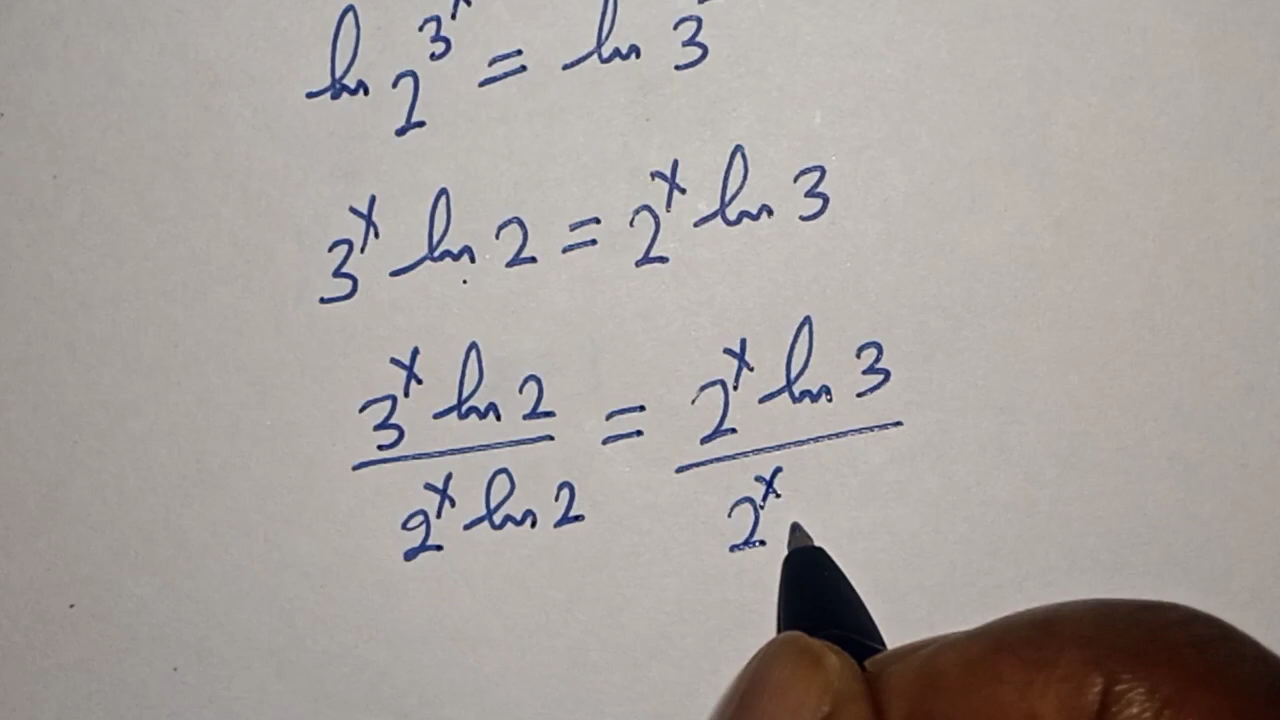 ln 2^3^x = ln 3
3^x ln 2 = 2^x ln 3
3^x ln 2 / 2^x ln 2 = 2^x ln 3 / 2^x